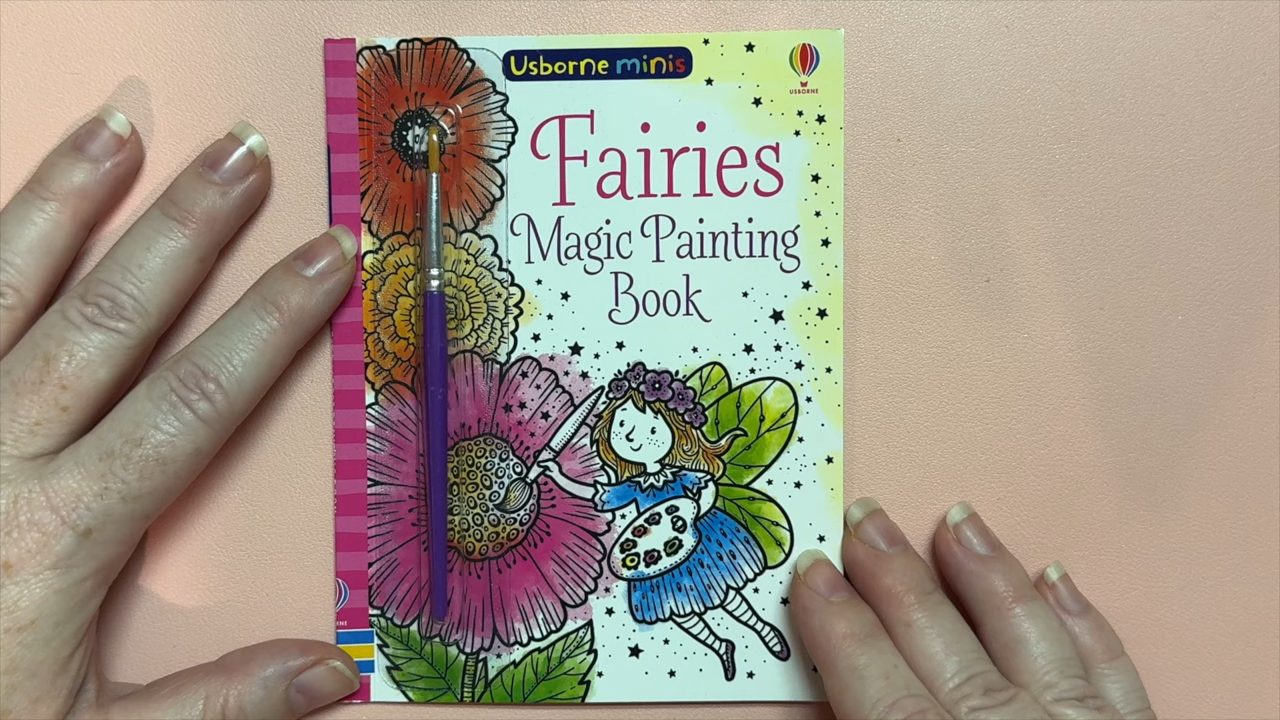 Usborne minis
USBORNE
Fairies
Magic Painting
Book